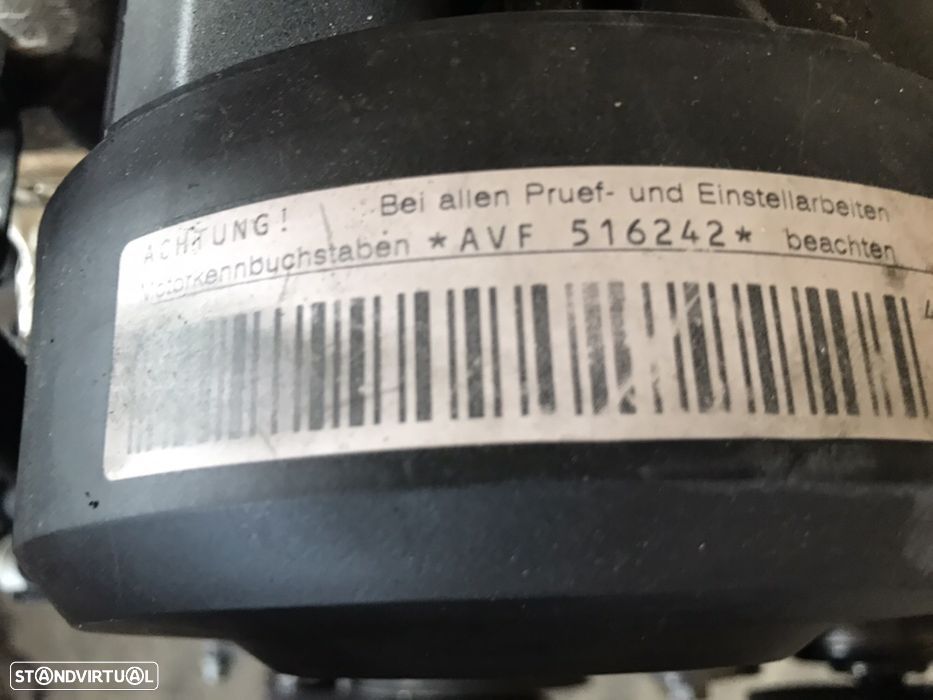 ACHTUNG! Bei allen Pruef- und Einstellarbeiten
Motorkennbuchstaben *AVF 516242* beachten
STANDVIRTUAL